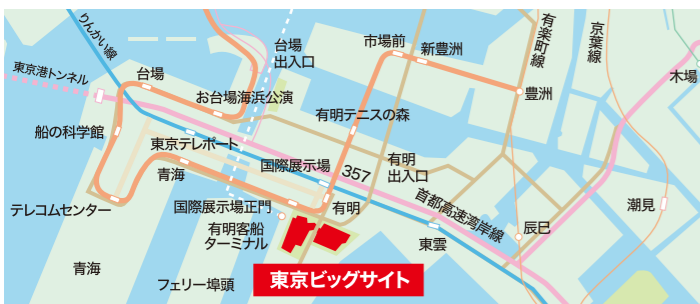 りんかい線
東京港トンネル
台場
台場
出入口
市場前
新豊洲
有楽町線
京葉線
木場
お台場海浜公演
有明テニスの森
豊洲
船の科学館
東京テレポート
青海
国際展示場
357
有明
出入口
首都高速湾岸線
テレコムセンター
国際展示場正門
有明
有明客船
ターミナル
東雲
辰巳
潮見
青海
フェリー埠頭
東京ビッグサイト